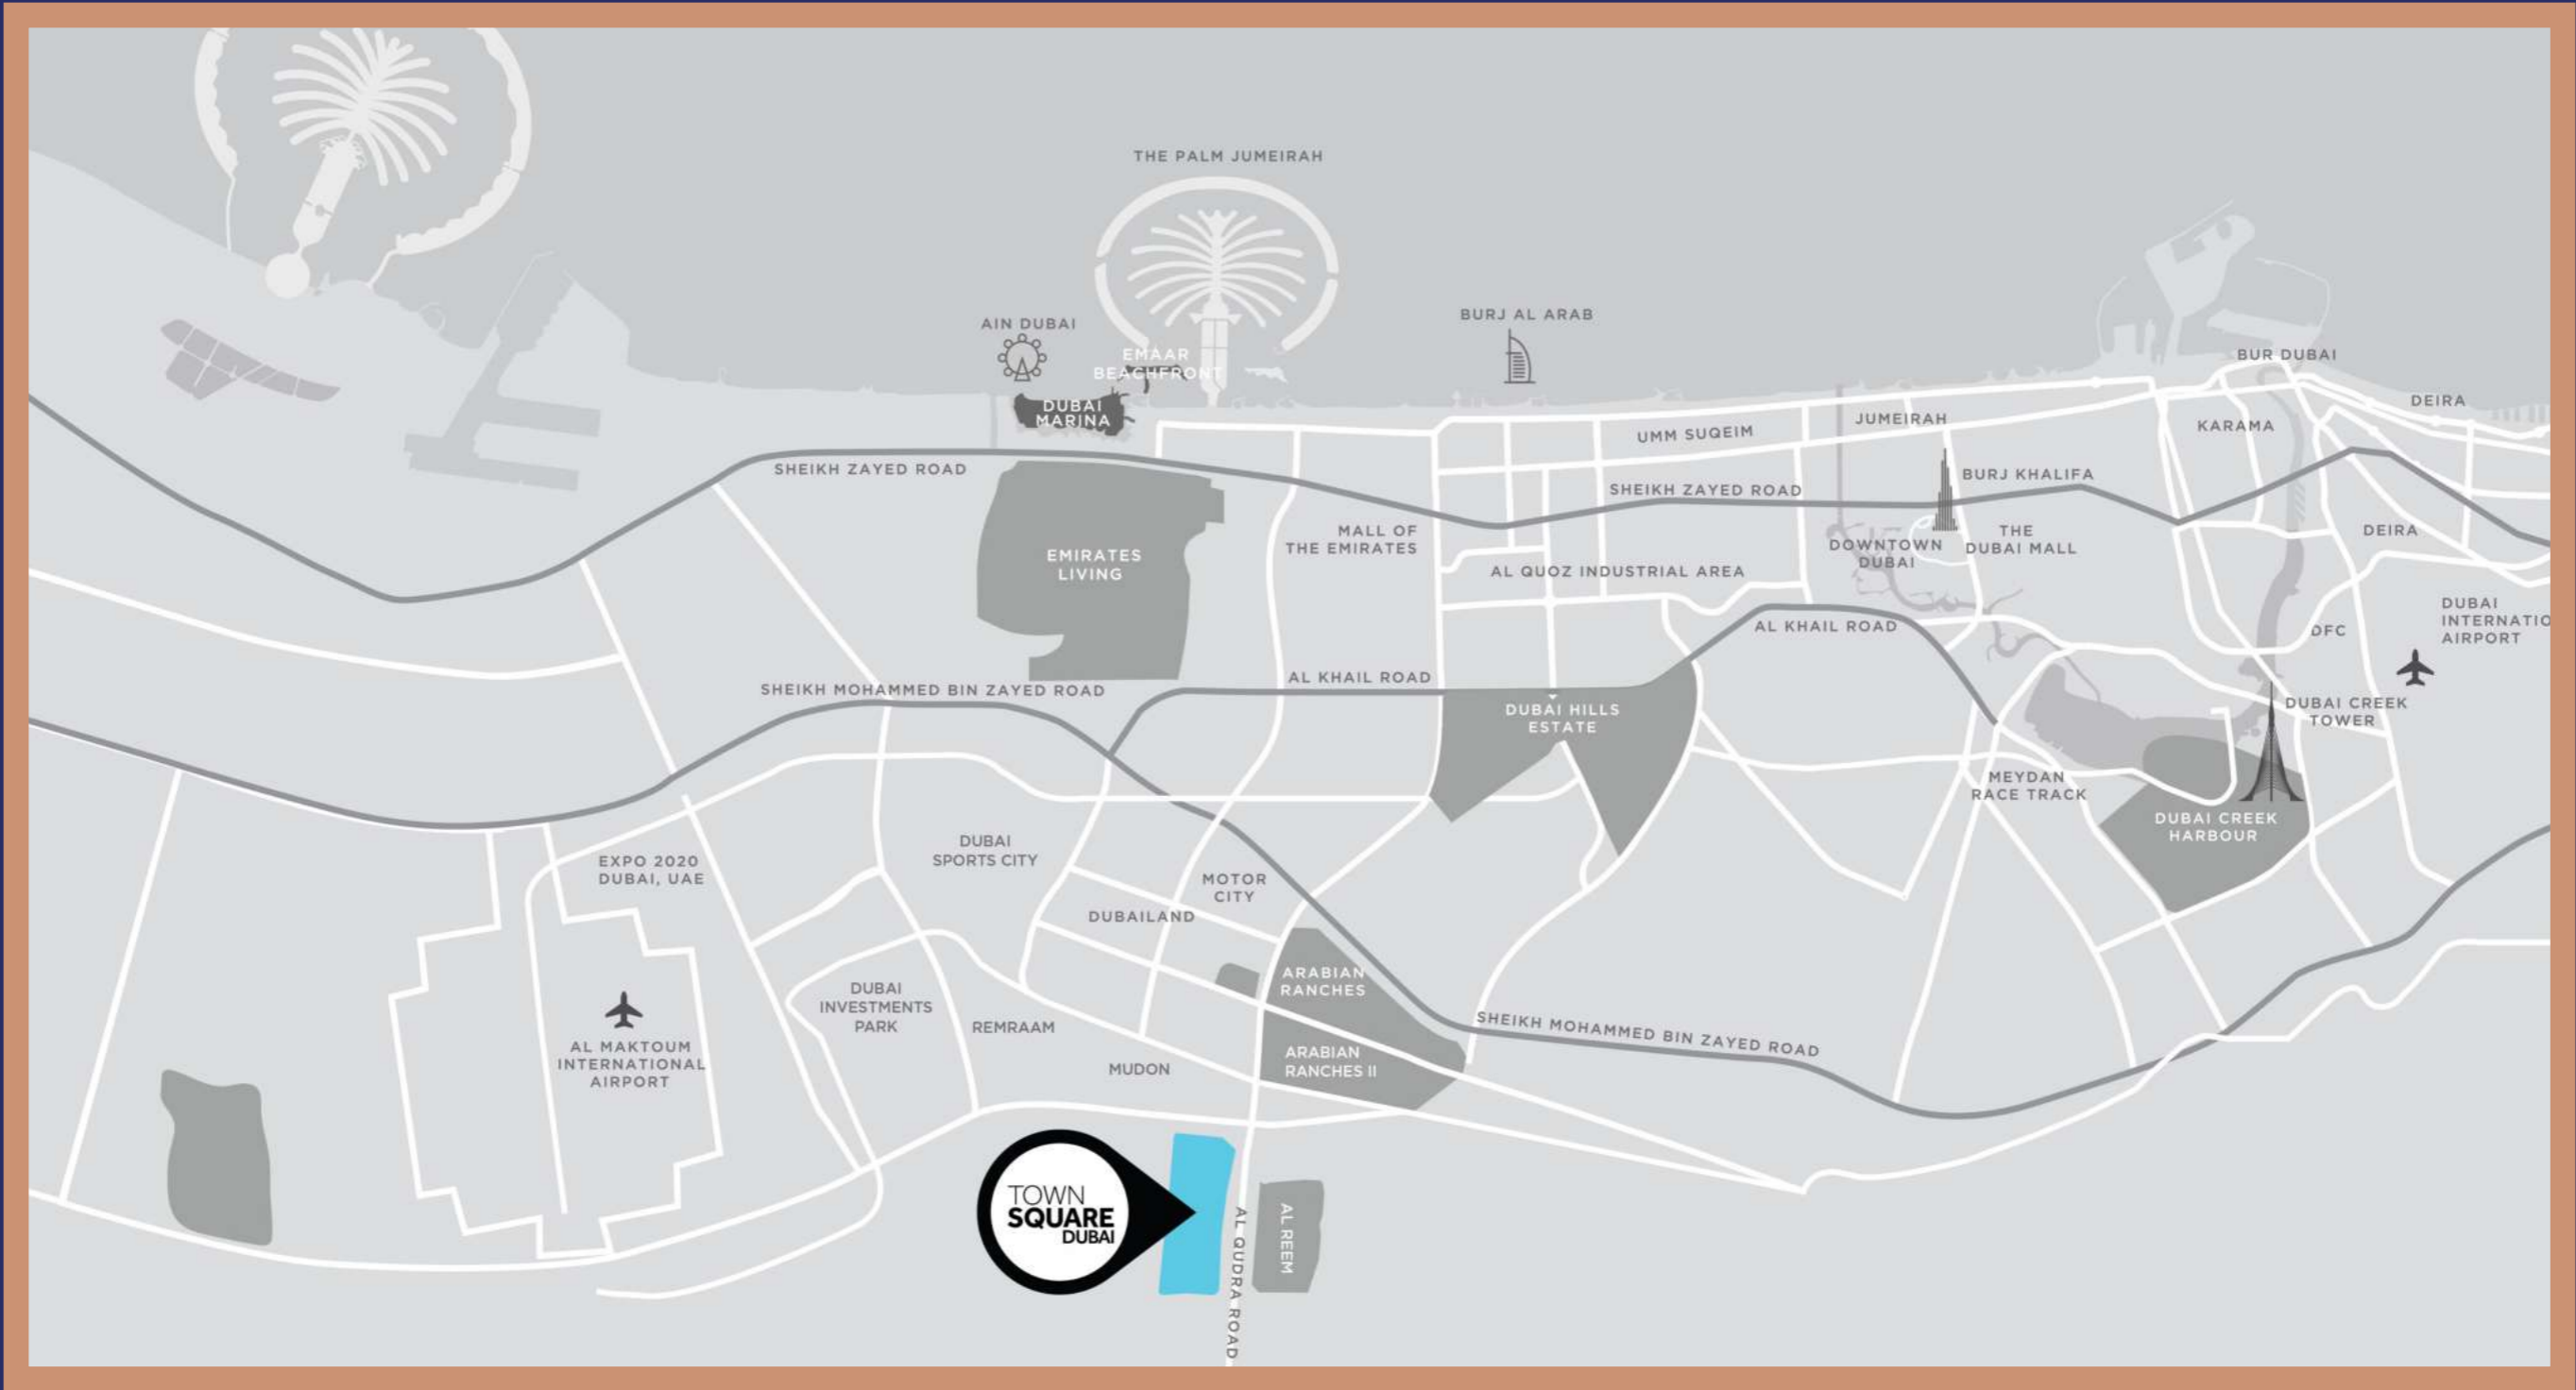 THE PALM JUMEIRAH
AIN DUBAI
BURJ AL ARAB
EMAAR
BEACHFRONT
BUR DUBAI
DUBAI
MARINA
DEIRA
JUMEIRAH
KARAMA
UMM SUQEIM
SHEIKH ZAYED ROAD
BURJ KHALIFA
SHEIKH ZAYED ROAD
MALL OF
THE EMIRATES
THE
DUBAI MALL
DEIRA
DOWNTOWN
DUBAI
EMIRATES
LIVING
AL QUOZ INDUSTRIAL AREA
DUBAI
INTERNATIO
AIRPORT
AL KHAIL ROAD
DFC
AL KHAIL ROAD
SHEIKH MOHAMMED BIN ZAYED ROAD
DUBAI HILLS
ESTATE
DUBAI CREEK
TOWER
MEYDAN
RACE TRACK
DUBAI CREEK
HARBOUR
DUBAI
SPORTS CITY
EXPO 2020
DUBAI, UAE
MOTOR
CITY
DUBAILAND
ARABIAN
RANCHES
DUBAI
INVESTMENTS
PARK
REMRAAM
SHEIKH MOHAMMED BIN ZAYED ROAD
AL MAKTOUM
INTERNATIONAL
AIRPORT
ARABIAN
RANCHES II
MUDON
TOWN
SQUARE
DUBAI
AL QUDRA ROAD
AL REEM